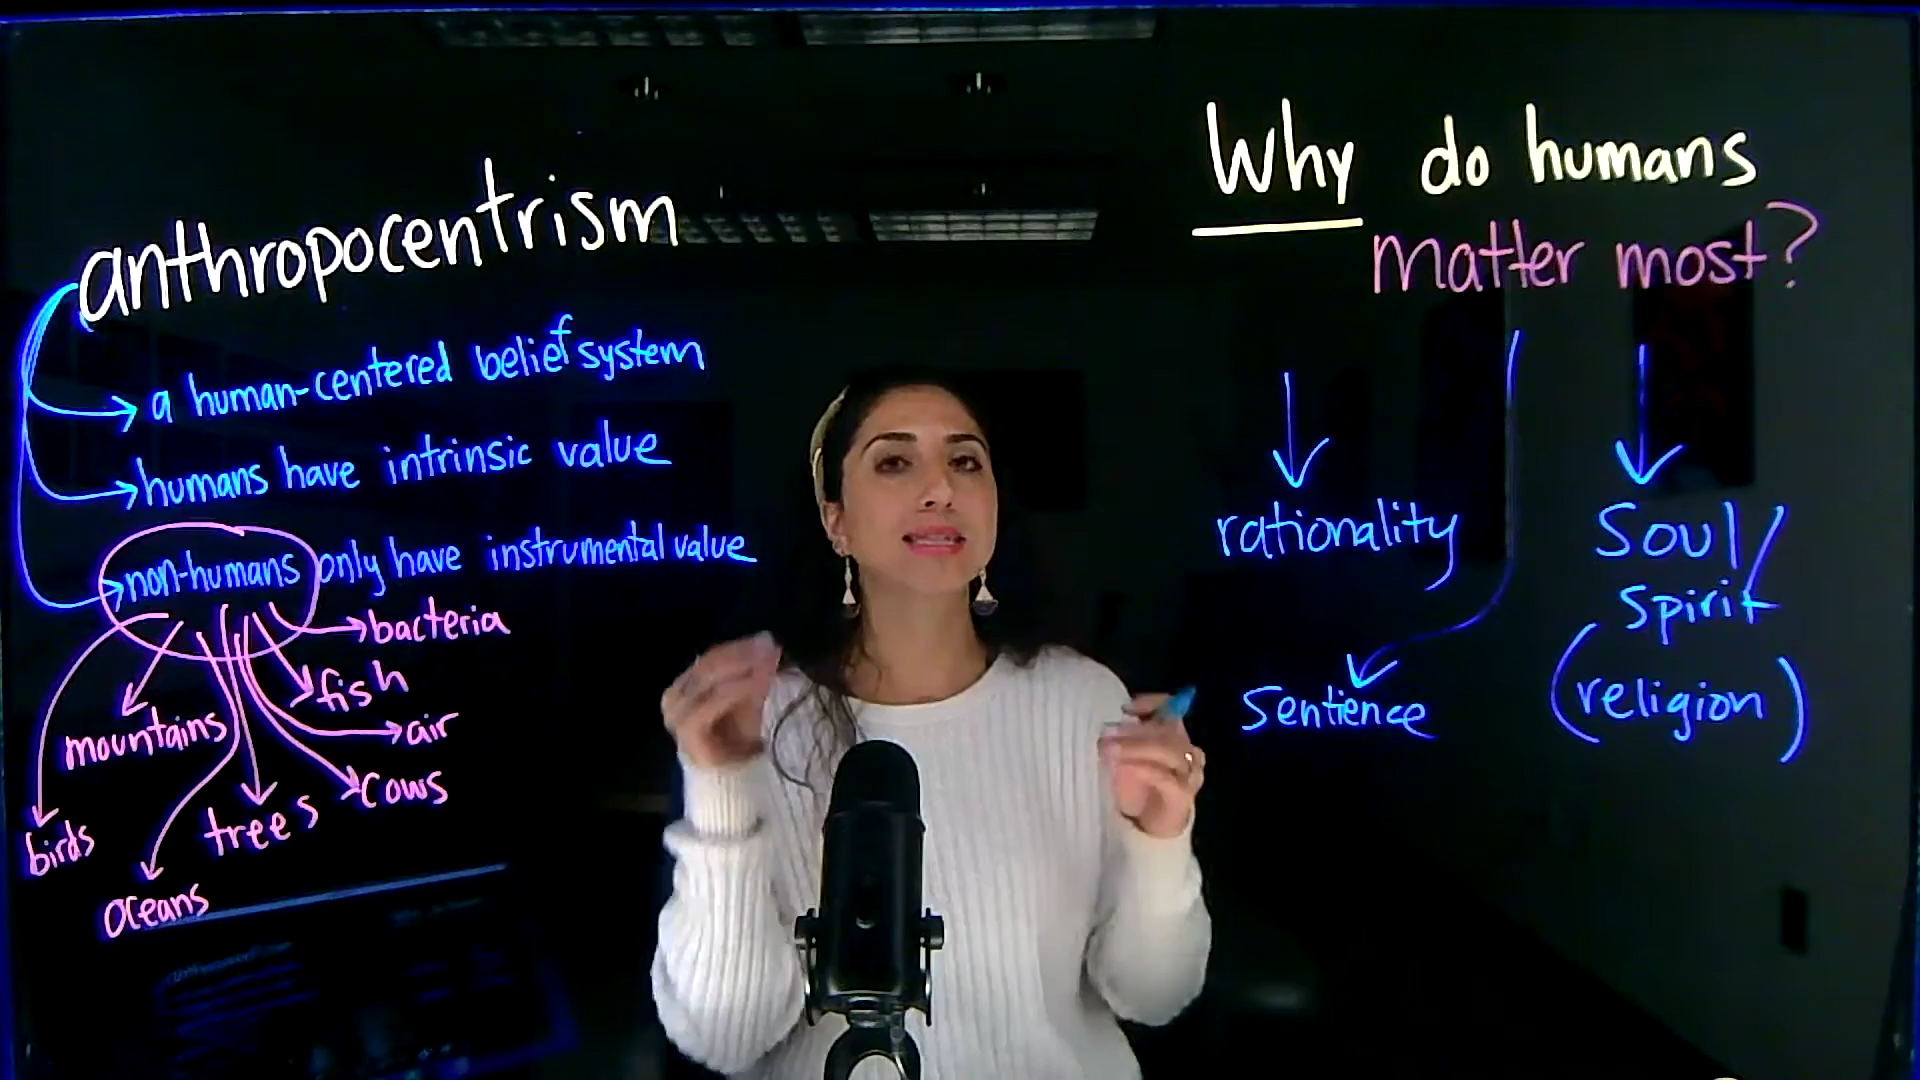 anthropocentrism
a human-centered belief system
humans have intrinsic value
non-humans only have instrumental value
bacteria
fish
mountains
air
cows
trees
birds
oceans
Why do humans
matter most?
rationality
Soul/
Spirit
sentience
(religion)